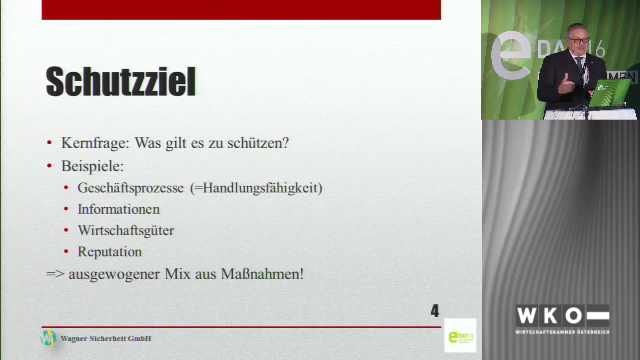 Schutzziel
• Kernfrage: Was gilt es zu schützen?
• Beispiele:
• Geschäftsprozesse (=Handlungsfähigkeit)
• Informationen
• Wirtschaftsgüter
• Reputation
=> ausgewogener Mix aus Maßnahmen!
4
Wagner Sicherheit GmbH
WKO
WIRTSCHAFTSKAMMER ÖSTERREICH